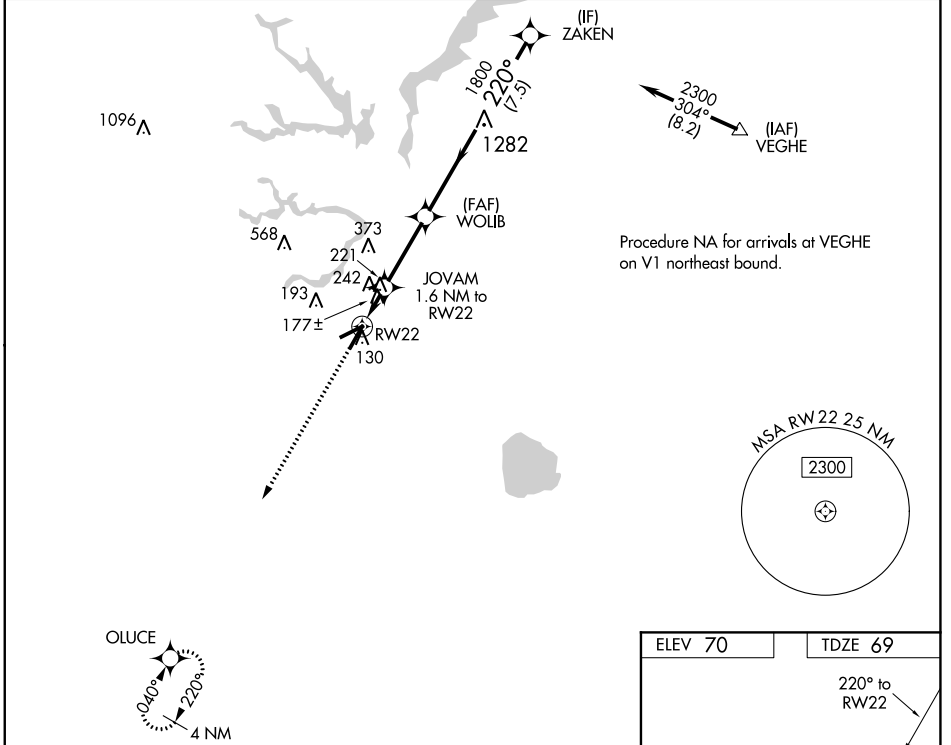 (IF)
ZAKEN
1800
220°
(7.5)
2300
304°
(8.2)
(IAF)
VEGHE
1096
1282
(FAF)
WOLIB
Procedure NA for arrivals at VEGHE
on V1 northeast bound.
568
373
221
242
193
177±
JOVAM
1.6 NM to
RW22
RW22
130
MSA RW22 25 NM
2300
OLUCE
040°
220°
4 NM
ELEV 70
TDZE 69
220° to
RW22